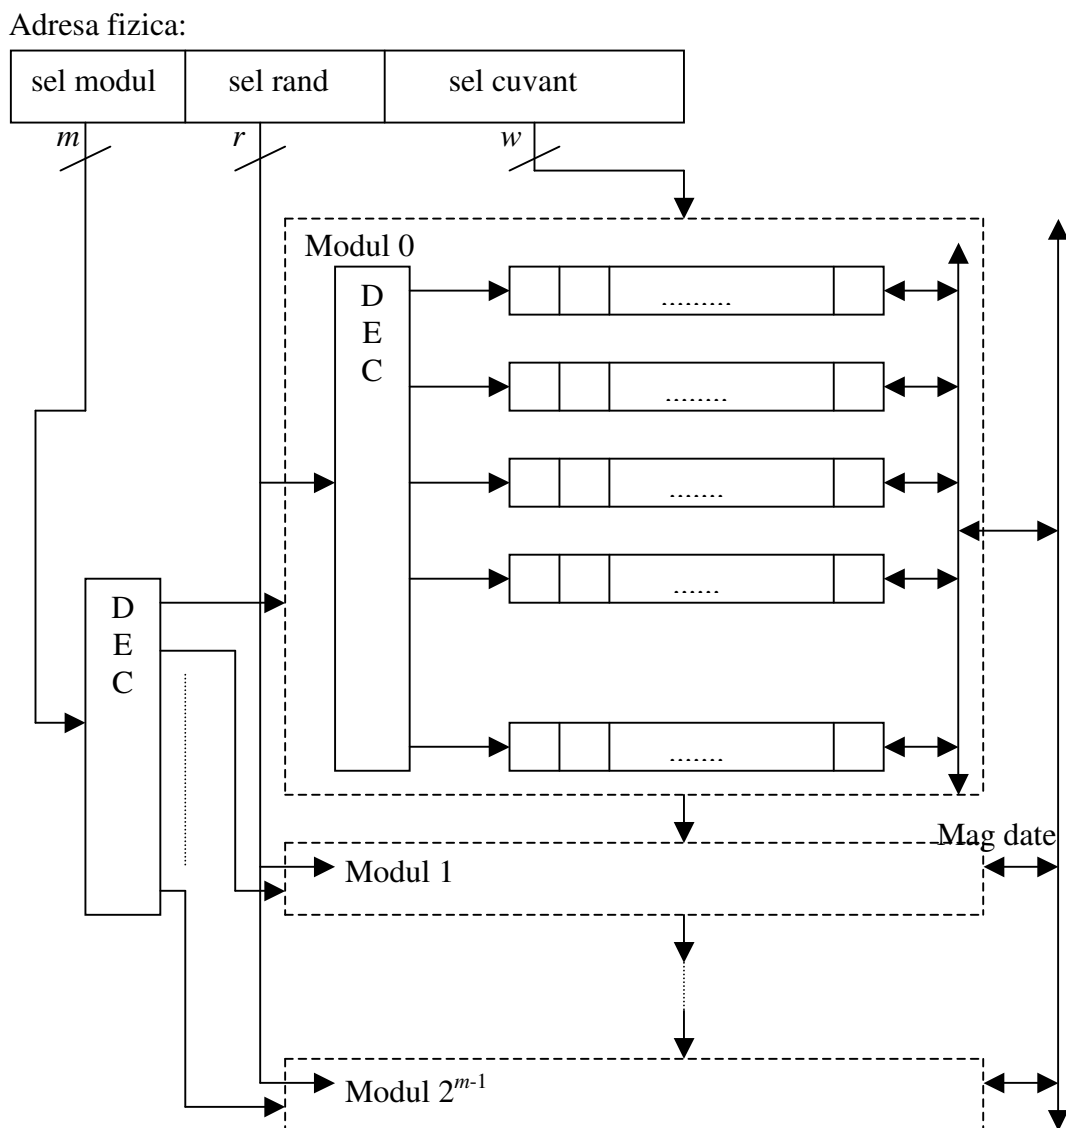 Adresa fizica:
sel modul sel rand sel cuvant
m r w
Modul 0
D
E
C
.........
........
.......
......
.......
D
E
C
Mag date
Modul 1
Modul 2^{m-1}